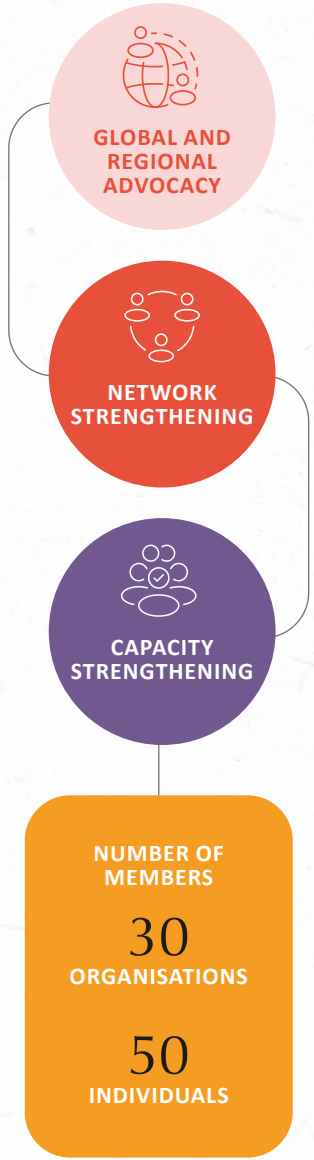 GLOBAL AND
REGIONAL
ADVOCACY
NETWORK
STRENGTHENING
CAPACITY
STRENGTHENING
NUMBER OF
MEMBERS
30
ORGANISATIONS
50
INDIVIDUALS